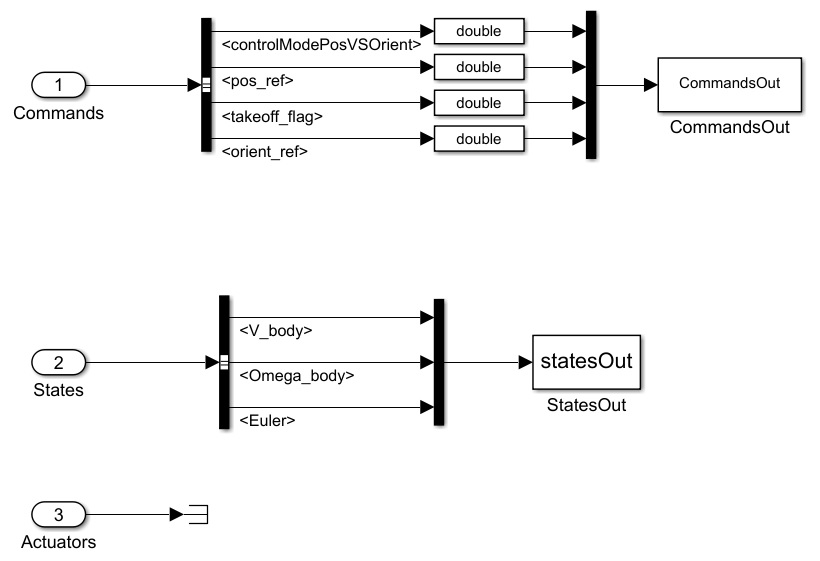 1
Commands
<controlModePosVSOrient>
double
<pos_ref>
double
<takeoff_flag>
double
<orient_ref>
double
CommandsOut
CommandsOut
2
States
<V_body>
<Omega_body>
<Euler>
statesOut
StatesOut
3
Actuators